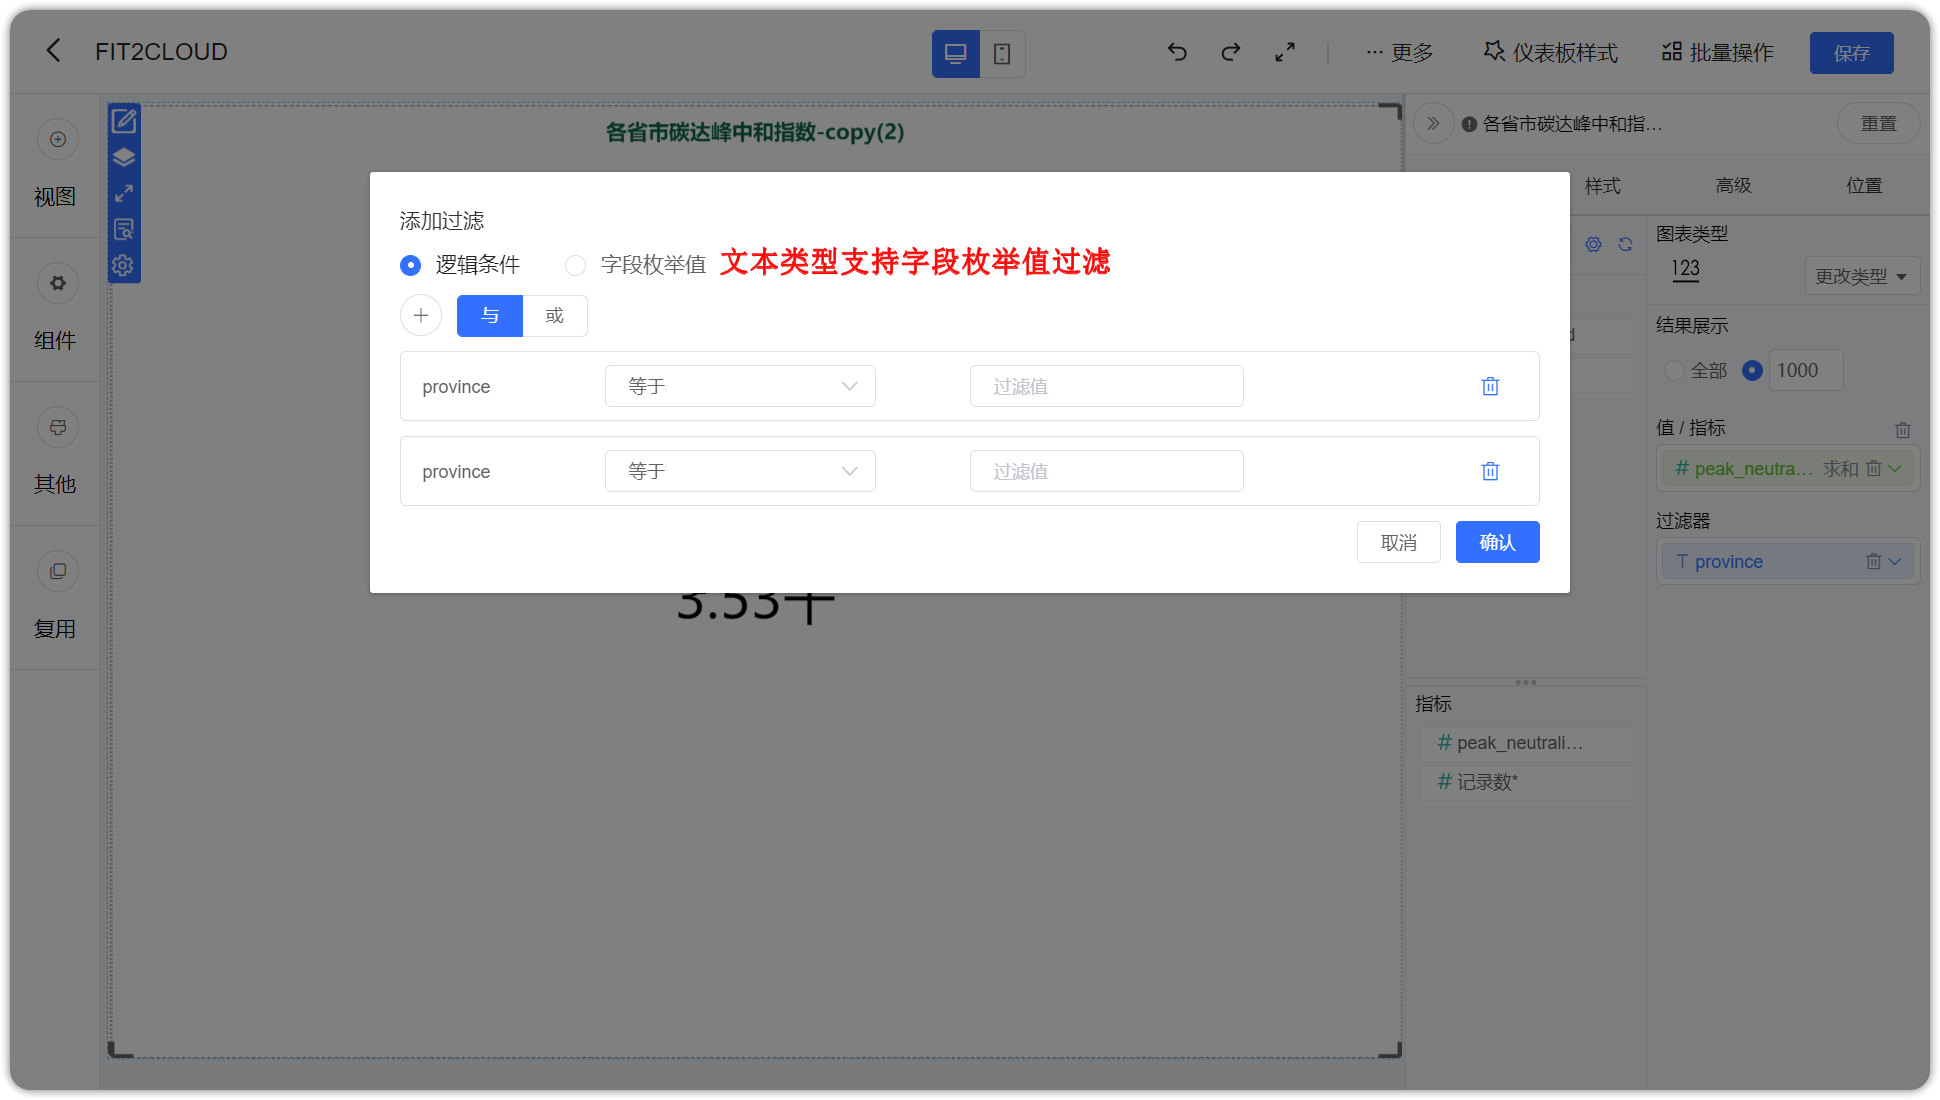 FIT2CLOUD
更多
仪表板样式
批量操作
保存
视图
组件
其他
复用
各省市碳达峰中和指数-copy(2)
3.53千
添加过滤
逻辑条件
字段枚举值
文本类型支持字段枚举值过滤
与
或
province
等于
过滤值
province
等于
过滤值
取消
确认
各省市碳达峰中和指...
重置
样式
高级
位置
图表类型
123
更改类型
结果展示
全部
1000
值 / 指标
# peak_neutra... 求和
过滤器
T province
指标
# peak_neutrali...
# 记录数*